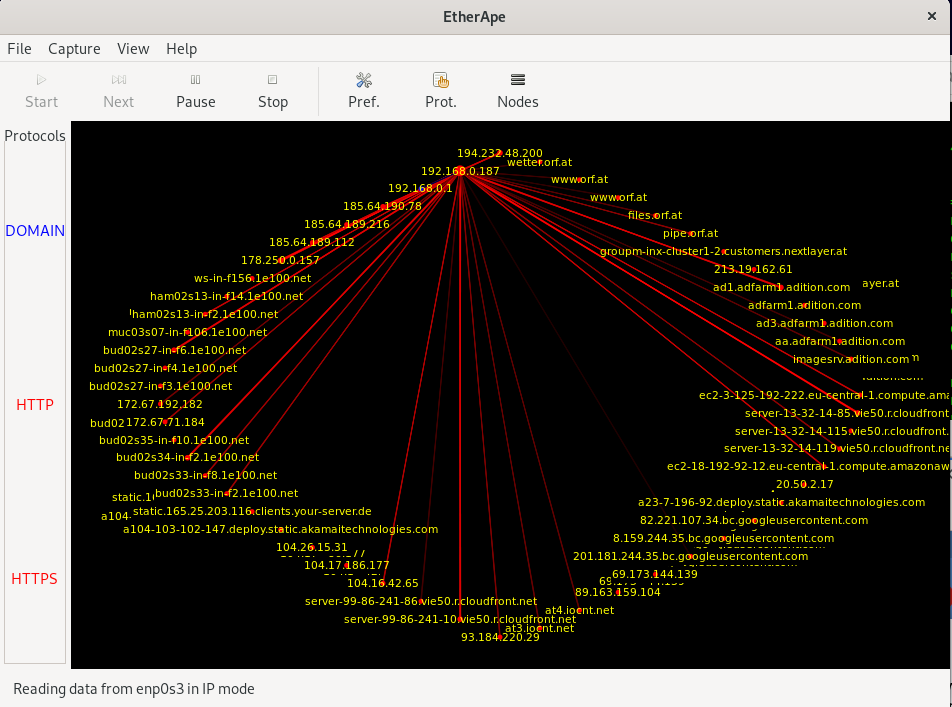 EtherApe
×
File Capture View Help
Start Next Pause Stop Pref. Prot. Nodes
Protocols
DOMAIN
HTTP
HTTPS
194.232.48.200
wetter.orf.at
192.168.0.187
www.orf.at
192.168.0.1
www.orf.at
185.64.190.78
files.orf.at
185.64.189.216
pipe.orf.at
185.64.189.112
groupm-inx-cluster1-2.customers.nextlayer.at
178.250.0.157
213.19.162.61
ws-in-f156.1e100.net
ad1.adfarm1.adition.com
ayer.at
ham02s13-in-f14.1e100.net
adfarm1.adition.com
ham02s13-in-f2.1e100.net
ad3.adfarm1.adition.com
muc03s07-in-f106.1e100.net
aa.adfarm1.adition.com
bud02s27-in-f6.1e100.net
imagesrv.adition.com
bud02s27-in-f4.1e100.net
bud02s27-in-f3.1e100.net
ec2-3-125-192-222.eu-central-1.compute.ama
172.67.192.182
server-13-32-14-85.vie50.r.cloudfront.
bud02
172.67.71.184
server-13-32-14-115.vie50.r.cloudfront.
bud02s35-in-f10.1e100.net
server-13-32-14-119.vie50.r.cloudfront.ne
bud02s34-in-f2.1e100.net
ec2-18-192-92-12.eu-central-1.compute.amazonaw
bud02s33-in-f8.1e100.net
20.50.2.17
static.1
bud02s33-in-f2.1e100.net
a23-7-196-92.deploy.static.akamaitechnologies.com
a104-
static.165.25.203.116.clients.your-server.de
82.221.107.34.bc.googleusercontent.com
a104-103-102-147.deploy.static.akamaitechnologies.com
8.159.244.35.bc.googleusercontent.com
104.26.15.31
201.181.244.35.bc.googleusercontent.com
104.17.186.177
69.173.144.139
104.16.42.65
89.163.159.104
server-99-86-241-86.vie50.r.cloudfront.net
at4.ioont.net
server-99-86-241-10.vie50.r.cloudfront.net
at3.ioont.net
93.184.220.29
Reading data from enp0s3 in IP mode